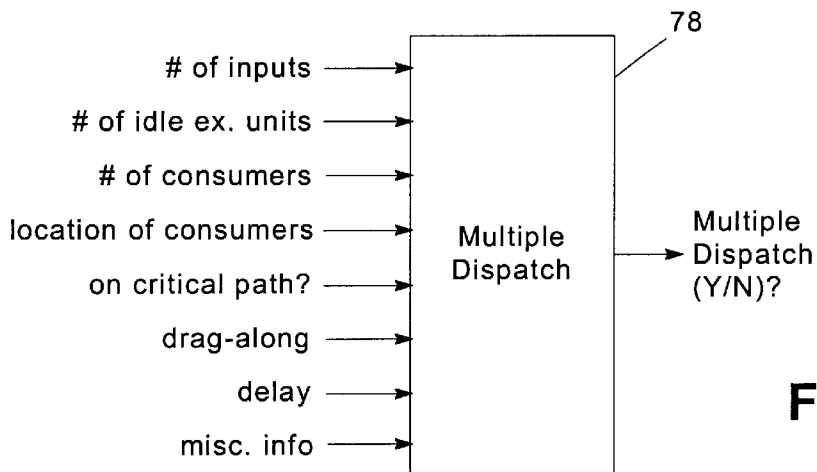 78
# of inputs
# of idle ex. units
# of consumers
location of consumers
on critical path?
drag-along
delay
misc. info
Multiple
Dispatch
Multiple
Dispatch
(Y/N)?
F